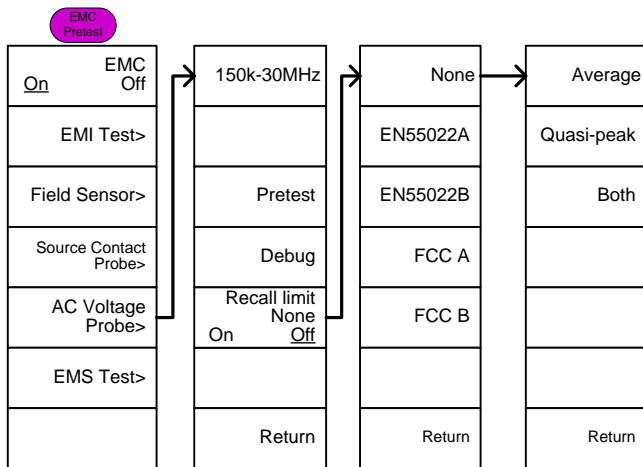 EMC
Pretest
EMC
On Off
EMI Test>
Field Sensor>
Source Contact
Probe>
AC Voltage
Probe>
EMS Test>
150k-30MHz
Pretest
Debug
Recall limit
None
On Off
Return
None
EN55022A
EN55022B
FCC A
FCC B
Return
Average
Quasi-peak
Both
Return